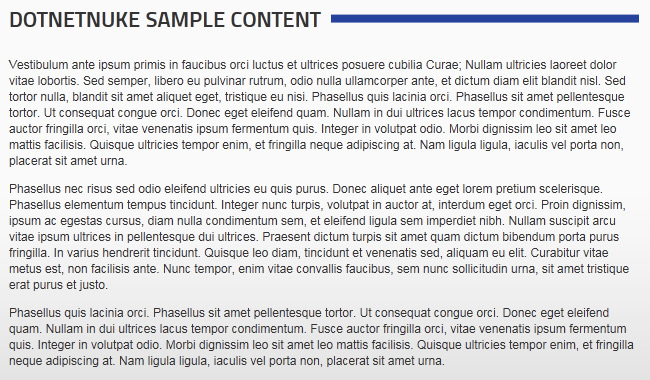 DOTNETNUKE SAMPLE CONTENT
Vestibulum ante ipsum primis in faucibus orci luctus et ultrices posuere cubilia Curae; Nullam ultricies laoreet dolor
vitae lobortis. Sed semper, libero eu pulvinar rutrum, odio nulla ullamcorper ante, et dictum diam elit blandit nisl. Sed
tortor nulla, blandit sit amet aliquet eget, tristique eu nisi. Phasellus quis lacinia orci. Phasellus sit amet pellentesque
tortor. Ut consequat congue orci. Donec eget eleifend quam. Nullam in dui ultrices lacus tempor condimentum. Fusce
auctor fringilla orci, vitae venenatis ipsum fermentum quis. Integer in volutpat odio. Morbi dignissim leo sit amet leo
mattis facilisis. Quisque ultricies tempor enim, et fringilla neque adipiscing at. Nam ligula ligula, iaculis vel porta non,
placerat sit amet urna.
Phasellus nec risus sed odio eleifend ultricies eu quis purus. Donec aliquet ante eget lorem pretium scelerisque.
Phasellus elementum tempus tincidunt. Integer nunc turpis, volutpat in auctor at, interdum eget orci. Proin dignissim,
ipsum ac egestas cursus, diam nulla condimentum sem, et eleifend ligula sem imperdiet nibh. Nullam suscipit arcu
vitae ipsum ultrices in pellentesque dui ultrices. Praesent dictum turpis sit amet quam dictum bibendum porta purus
fringilla. In varius hendrerit tincidunt. Quisque leo diam, tincidunt et venenatis sed, aliquam eu elit. Curabitur vitae
metus est, non facilisis ante. Nunc tempor, enim vitae convallis faucibus, sem nunc sollicitudin urna, sit amet tristique
erat purus et justo.
Phasellus quis lacinia orci. Phasellus sit amet pellentesque tortor. Ut consequat congue orci. Donec eget eleifend
quam. Nullam in dui ultrices lacus tempor condimentum. Fusce auctor fringilla orci, vitae venenatis ipsum fermentum
quis. Integer in volutpat odio. Morbi dignissim leo sit amet leo mattis facilisis. Quisque ultricies tempor enim, et fringilla
neque adipiscing at. Nam ligula ligula, iaculis vel porta non, placerat sit amet urna.